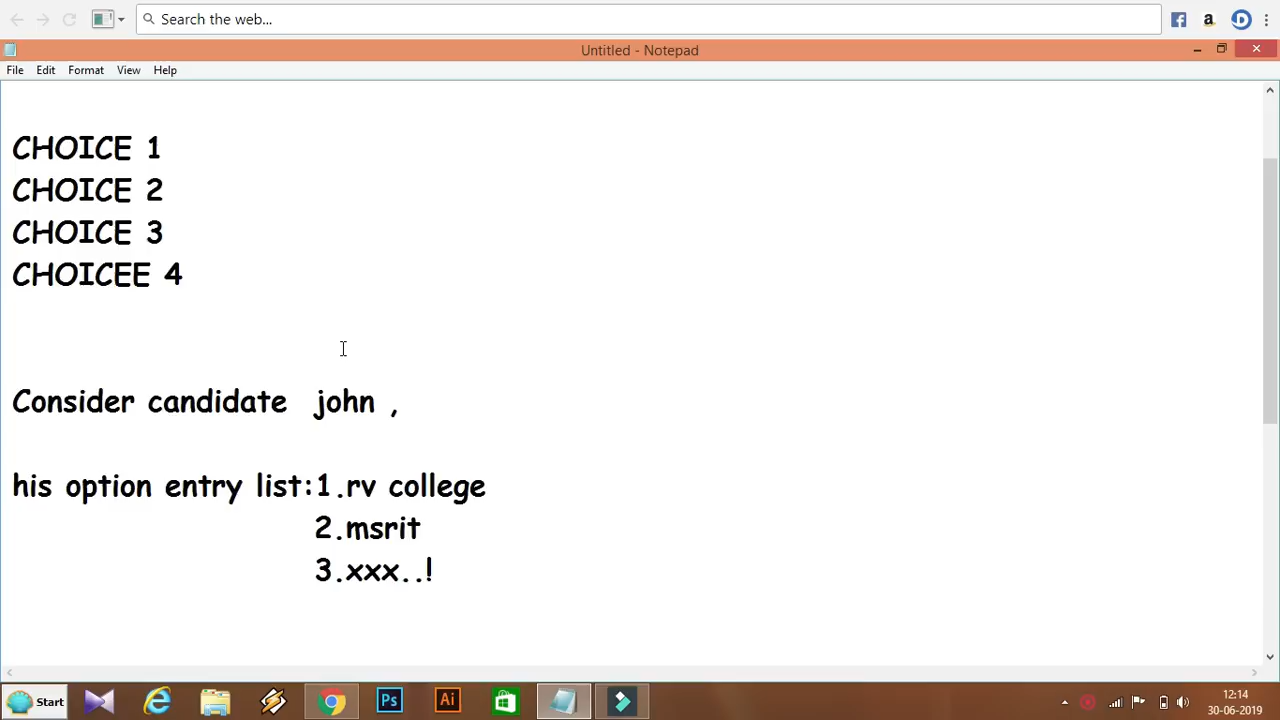 Search the web...
a
Untitled - Notepad
File Edit Format View Help
CHOICE 1
CHOICE 2
CHOICE 3
CHOICEE 4
Consider candidate john ,
his option entry list:1.rv college
2.msrit
3.xxx..!
Start
Ps
Ai
12:14
30-06-2019